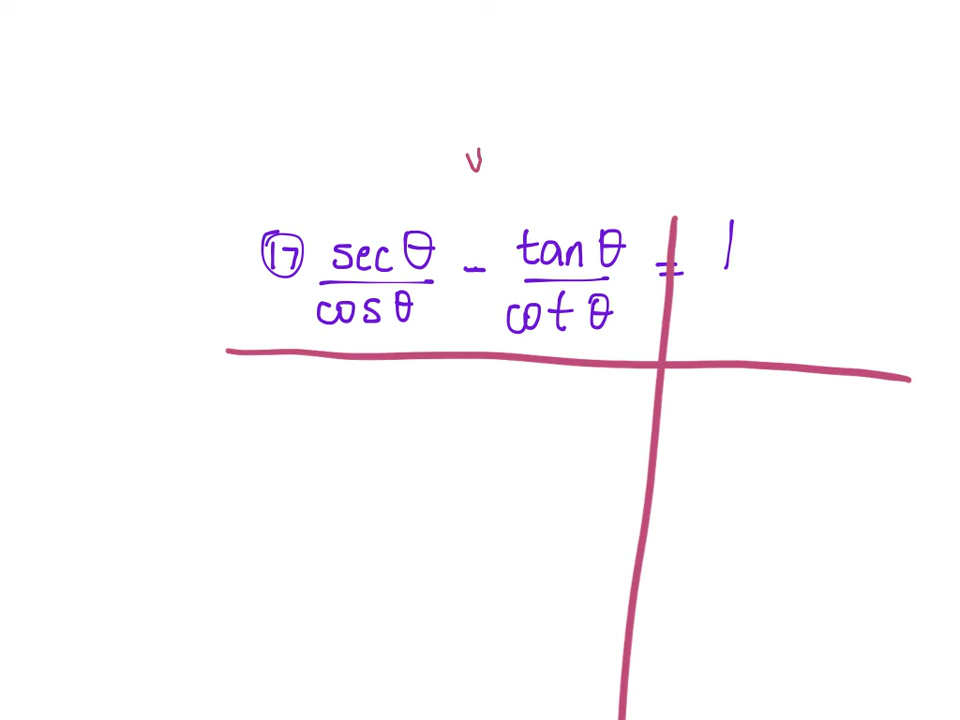 v
⑰ sec θ / cos θ - tan θ / cot θ = 1